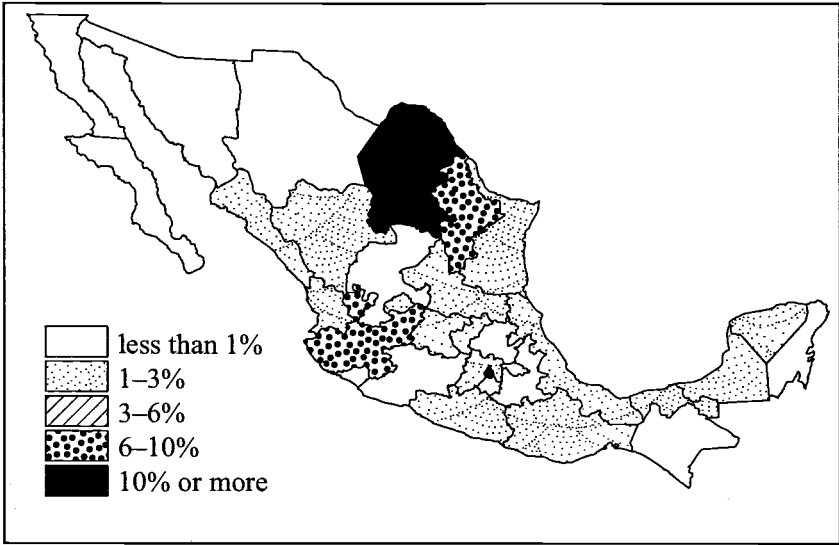 less than 1%
1–3%
3–6%
6–10%
10% or more